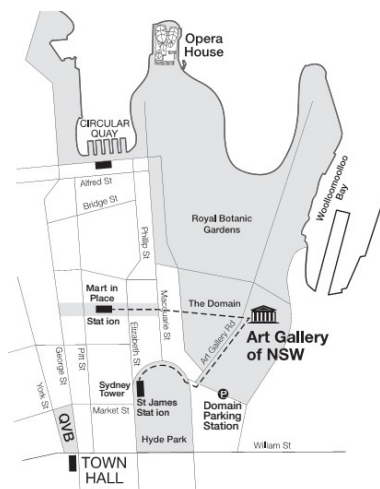 Opera
House
CIRCULAR
QUAY
Alfred St
Bridge St
Woolloomoolloo
Bay
Royal Botanic
Gardens
Phillip St
Macquarie St
Mart in
Place
Stat ion
The Domain
Art Gallery Rd
Art Gallery
of NSW
Elizabeth St
George St
Pitt St
York St
Sydney
Tower
St James
Stat ion
P
Domain
Parking
Station
Market St
QVB
Hyde Park
William St
TOWN
HALL